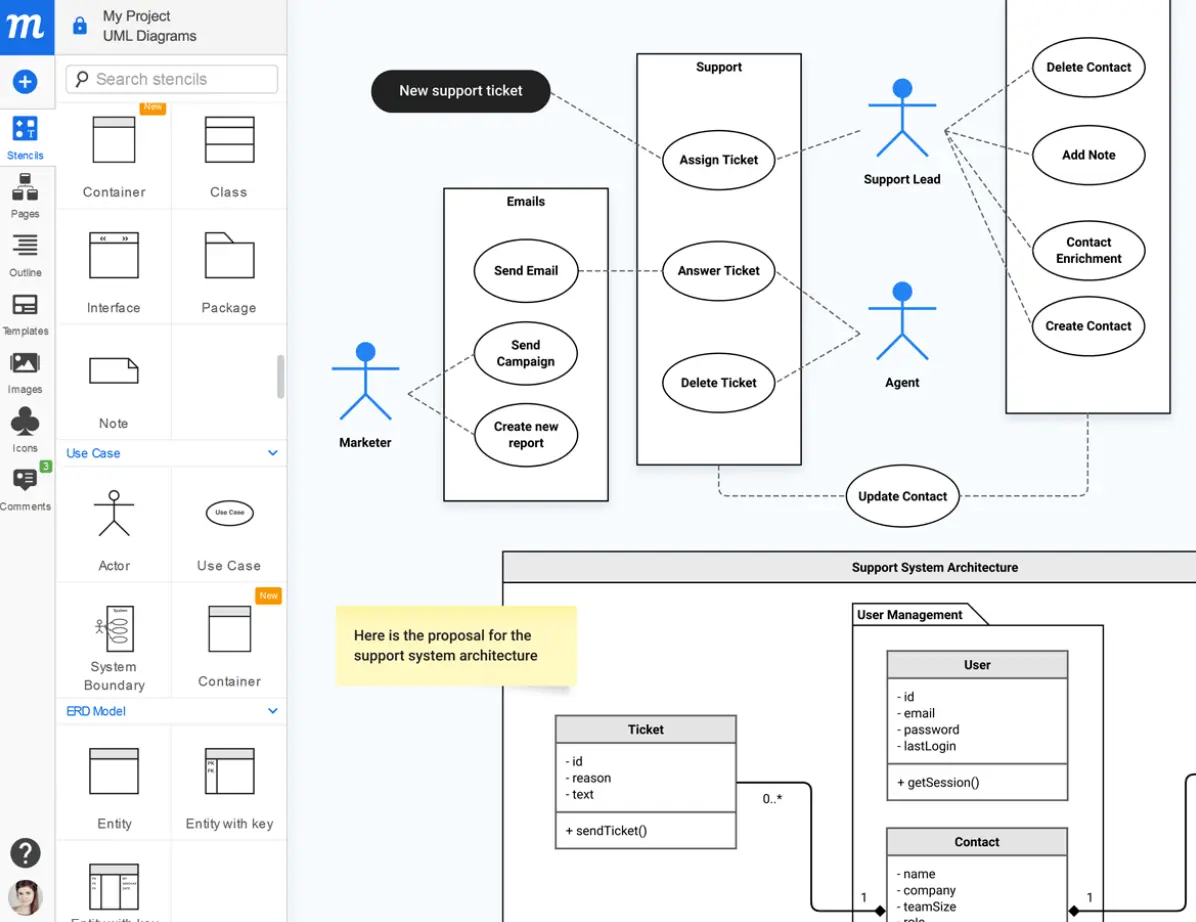 m
My Project
UML Diagrams
Search stencils
Stencils
Pages
Outline
Templates
Images
Icons
3
Comments
?
New
Container
Class
<< >>
Interface
Package
Note
Use Case
Actor
Use Case
Use Case
New
System
System
Boundary
Container
ERD Model
PK
FK
Entity
Entity with key
Entity with key
New support ticket
Emails
Send Email
Send
Campaign
Create new
report
Marketer
Support
Assign Ticket
Answer Ticket
Delete Ticket
Support Lead
Agent
Delete Contact
Add Note
Contact
Enrichment
Create Contact
Update Contact
Support System Architecture
Here is the proposal for the
support system architecture
Ticket
- id
- reason
- text
+ sendTicket()
0..*
User Management
User
- id
- email
- password
- lastLogin
+ getSession()
Contact
- name
- company
- teamSize
- role
1
1